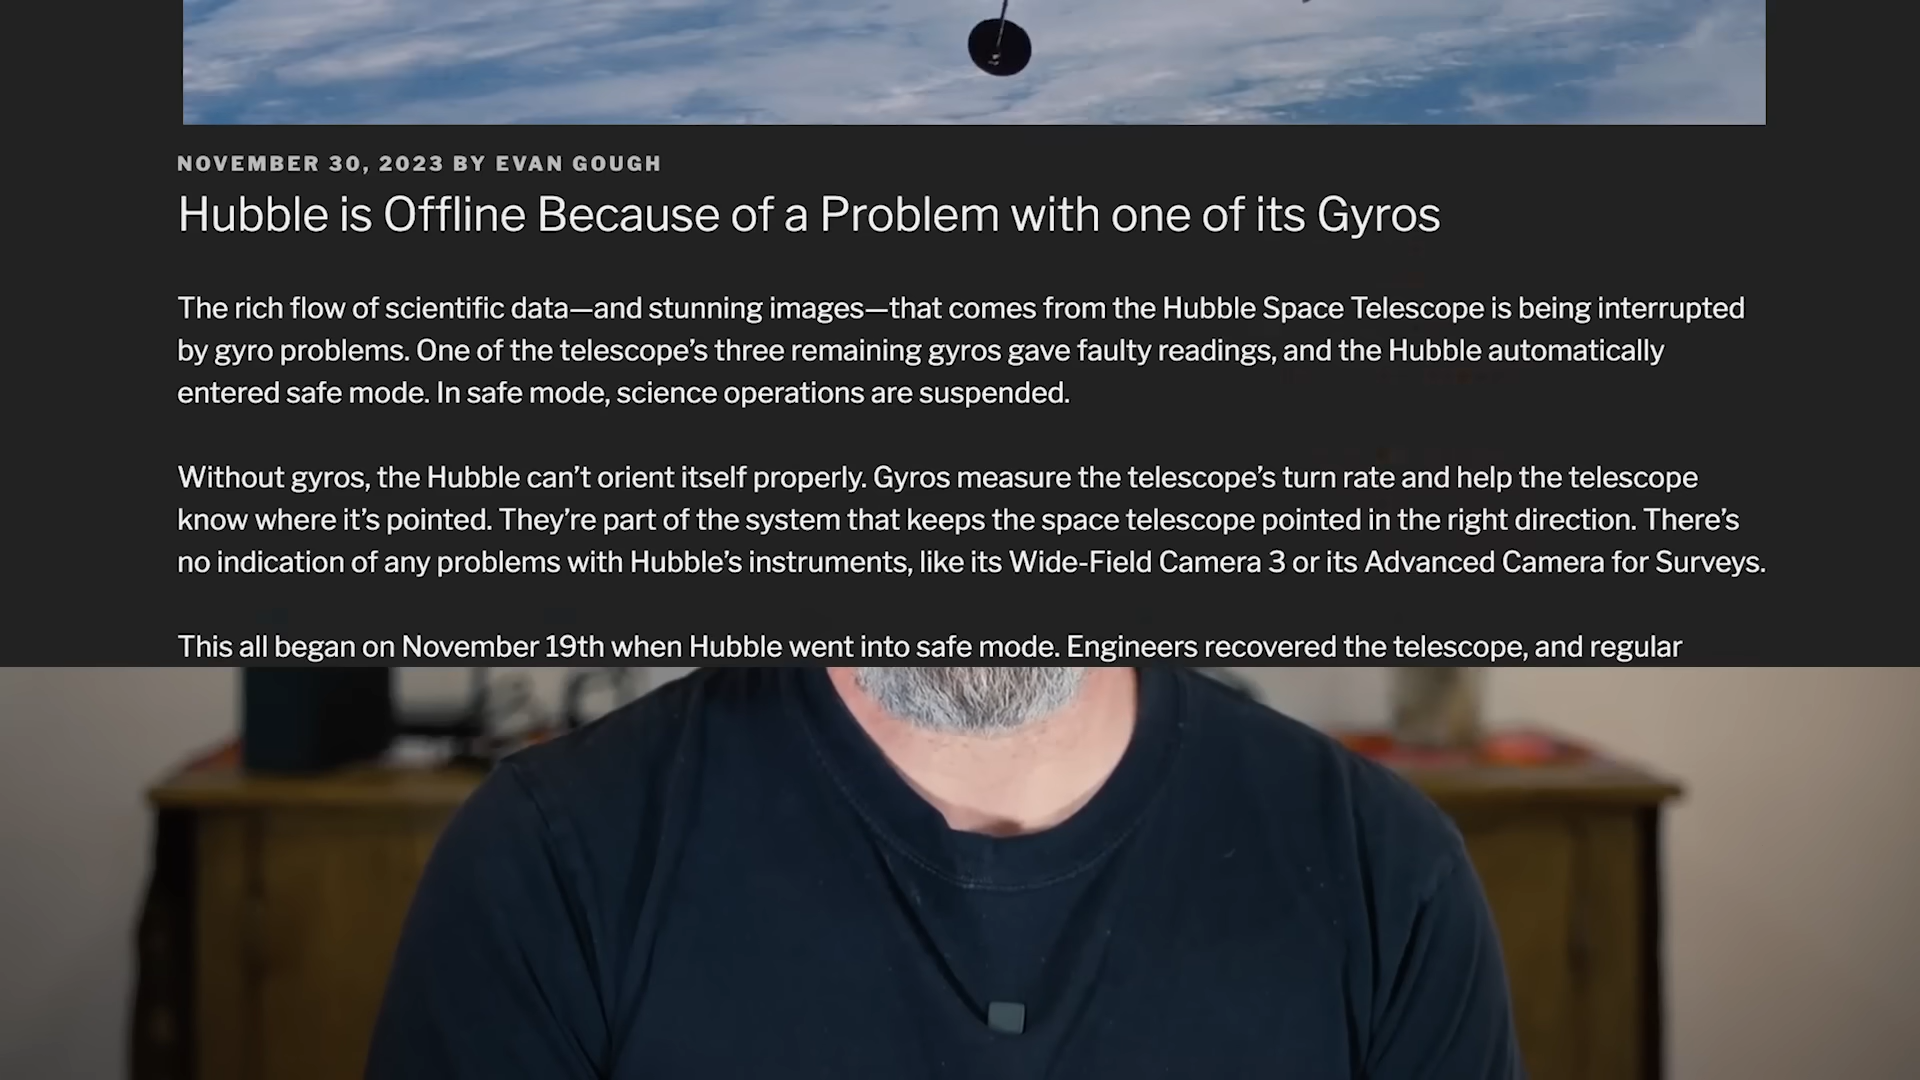 NOVEMBER 30, 2023 BY EVAN GOUGH
Hubble is Offline Because of a Problem with one of its Gyros
The rich flow of scientific data—and stunning images—that comes from the Hubble Space Telescope is being interrupted
by gyro problems. One of the telescope’s three remaining gyros gave faulty readings, and the Hubble automatically
entered safe mode. In safe mode, science operations are suspended.
Without gyros, the Hubble can’t orient itself properly. Gyros measure the telescope’s turn rate and help the telescope
know where it’s pointed. They’re part of the system that keeps the space telescope pointed in the right direction. There’s
no indication of any problems with Hubble’s instruments, like its Wide-Field Camera 3 or its Advanced Camera for Surveys.
This all began on November 19th when Hubble went into safe mode. Engineers recovered the telescope, and regular